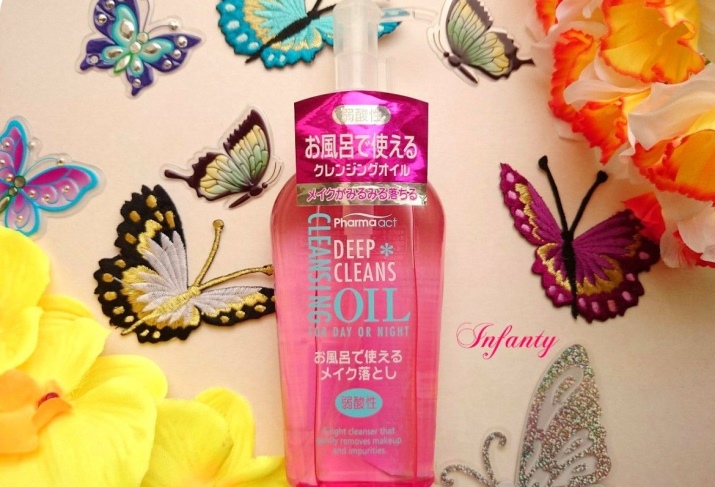 弱酸性
お風呂で使える
クレンジングオイル
メイクがみるみる落ちる
Pharmaact
CLEANSING
DEEP
CLEANS
OIL
FOR DAY OR NIGHT
お風呂で使える
メイク落とし
弱酸性
light cleanser that
removes makeup
and impurities.
Infanty